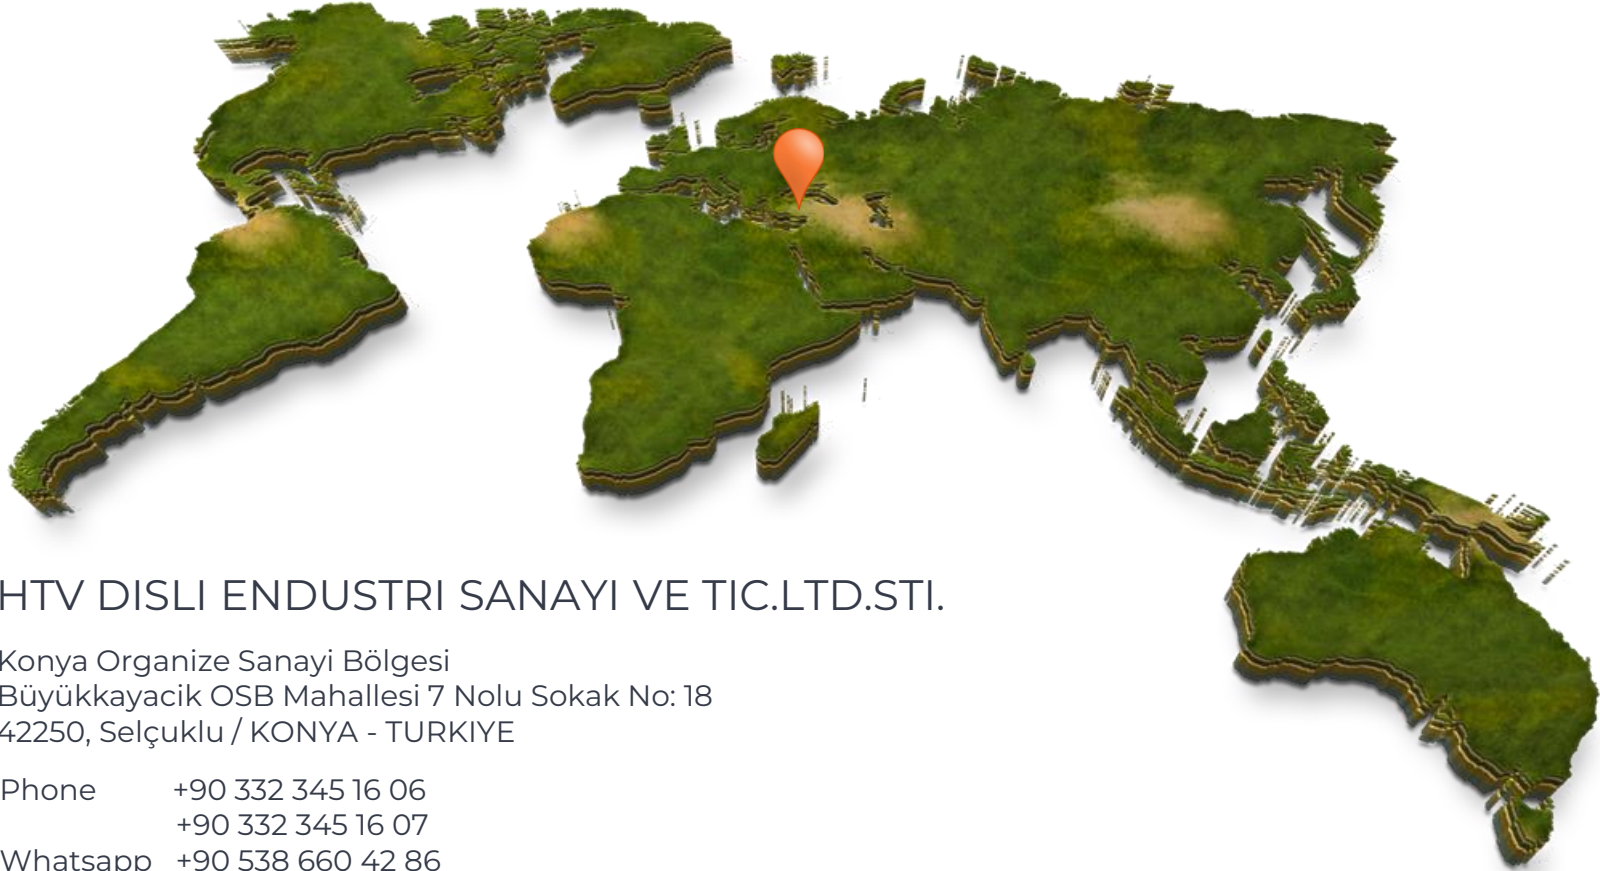 HTV DISLI ENDUSTRI SANAYI VE TIC.LTD.STI.
Konya Organize Sanayi Bölgesi
Büyükkayacik OSB Mahallesi 7 Nolu Sokak No: 18
42250, Selçuklu / KONYA - TURKIYE
Phone +90 332 345 16 06
+90 332 345 16 07
Whatsapp +90 538 660 42 86